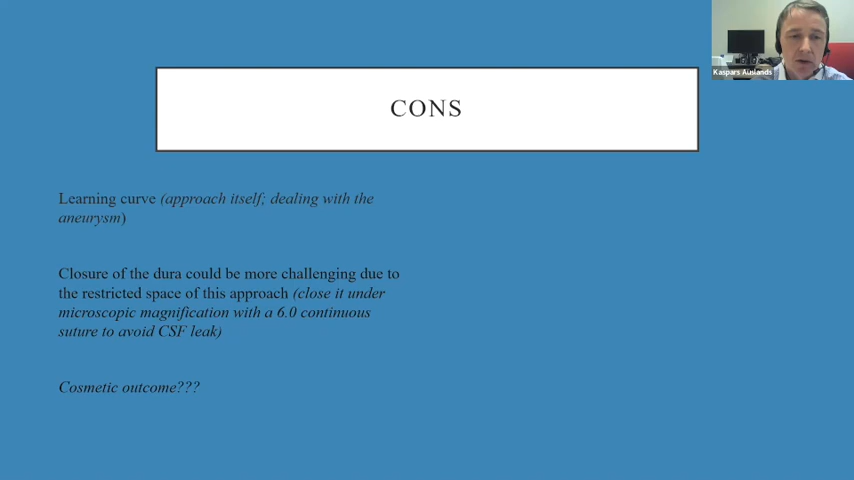 Kaspars Auslands
CONS
Learning curve (approach itself; dealing with the
aneurysm)
Closure of the dura could be more challenging due to
the restricted space of this approach (close it under
microscopic magnification with a 6.0 continuous
suture to avoid CSF leak)
Cosmetic outcome???